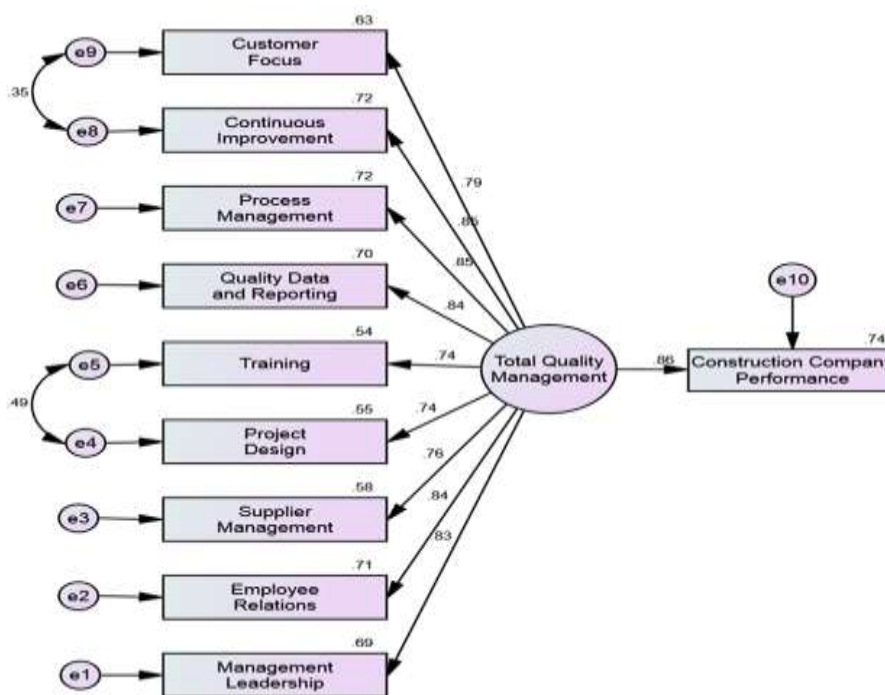 .63
e9
Customer
Focus
.35
.72
e8
Continuous
Improvement
.79
.72
.85
e7
Process
Management
.85
.70
e6
Quality Data
and Reporting
.84
e10
.54
.74
e5
Training
.74
Total Quality
Management
.86
Construction Company
Performance
.49
.55
.74
e4
Project
Design
.76
.58
e3
Supplier
Management
.84
.83
.71
e2
Employee
Relations
.69
e1
Management
Leadership